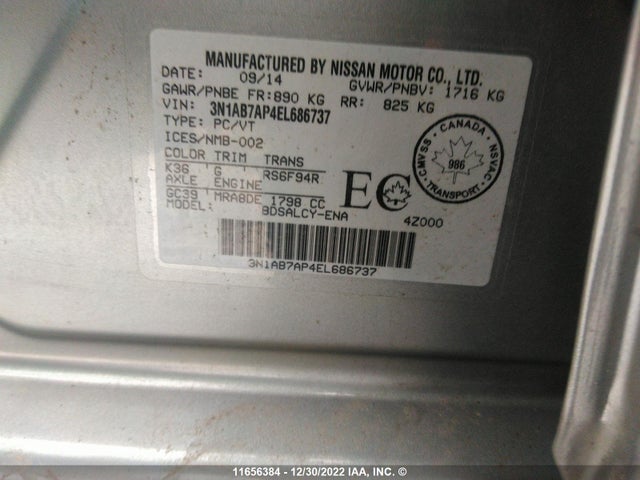 MANUFACTURED BY NISSAN MOTOR CO., LTD.
DATE: 09/14 GVWR/PNBV: 1716 KG
GAWR/PNBE FR:890 KG RR: 825 KG
VIN: 3N1AB7AP4EL686737
TYPE: PC/VT
ICES/NMB-002
COLOR TRIM TRANS
K36 G RS6F94R
AXLE ENGINE
GC39 MRA8DE 1798 CC
MODEL: BDSALCY-ENA
EC
4Z000
CANADA
CMVSS NSVAC
986
TRANSPORT
3N1AB7AP4EL686737
11656384 - 12/30/2022 IAA, Inc. ©